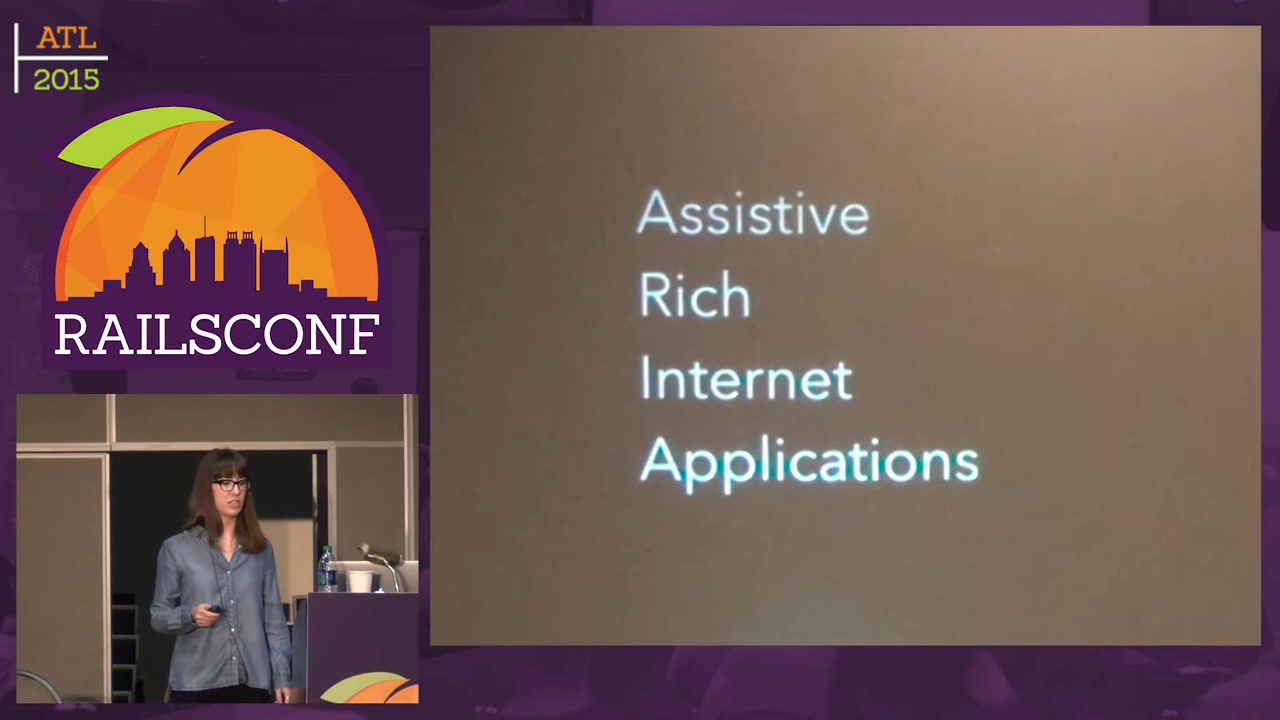 ATL
2015
RAILSCONF
Assistive
Rich
Internet
Applications